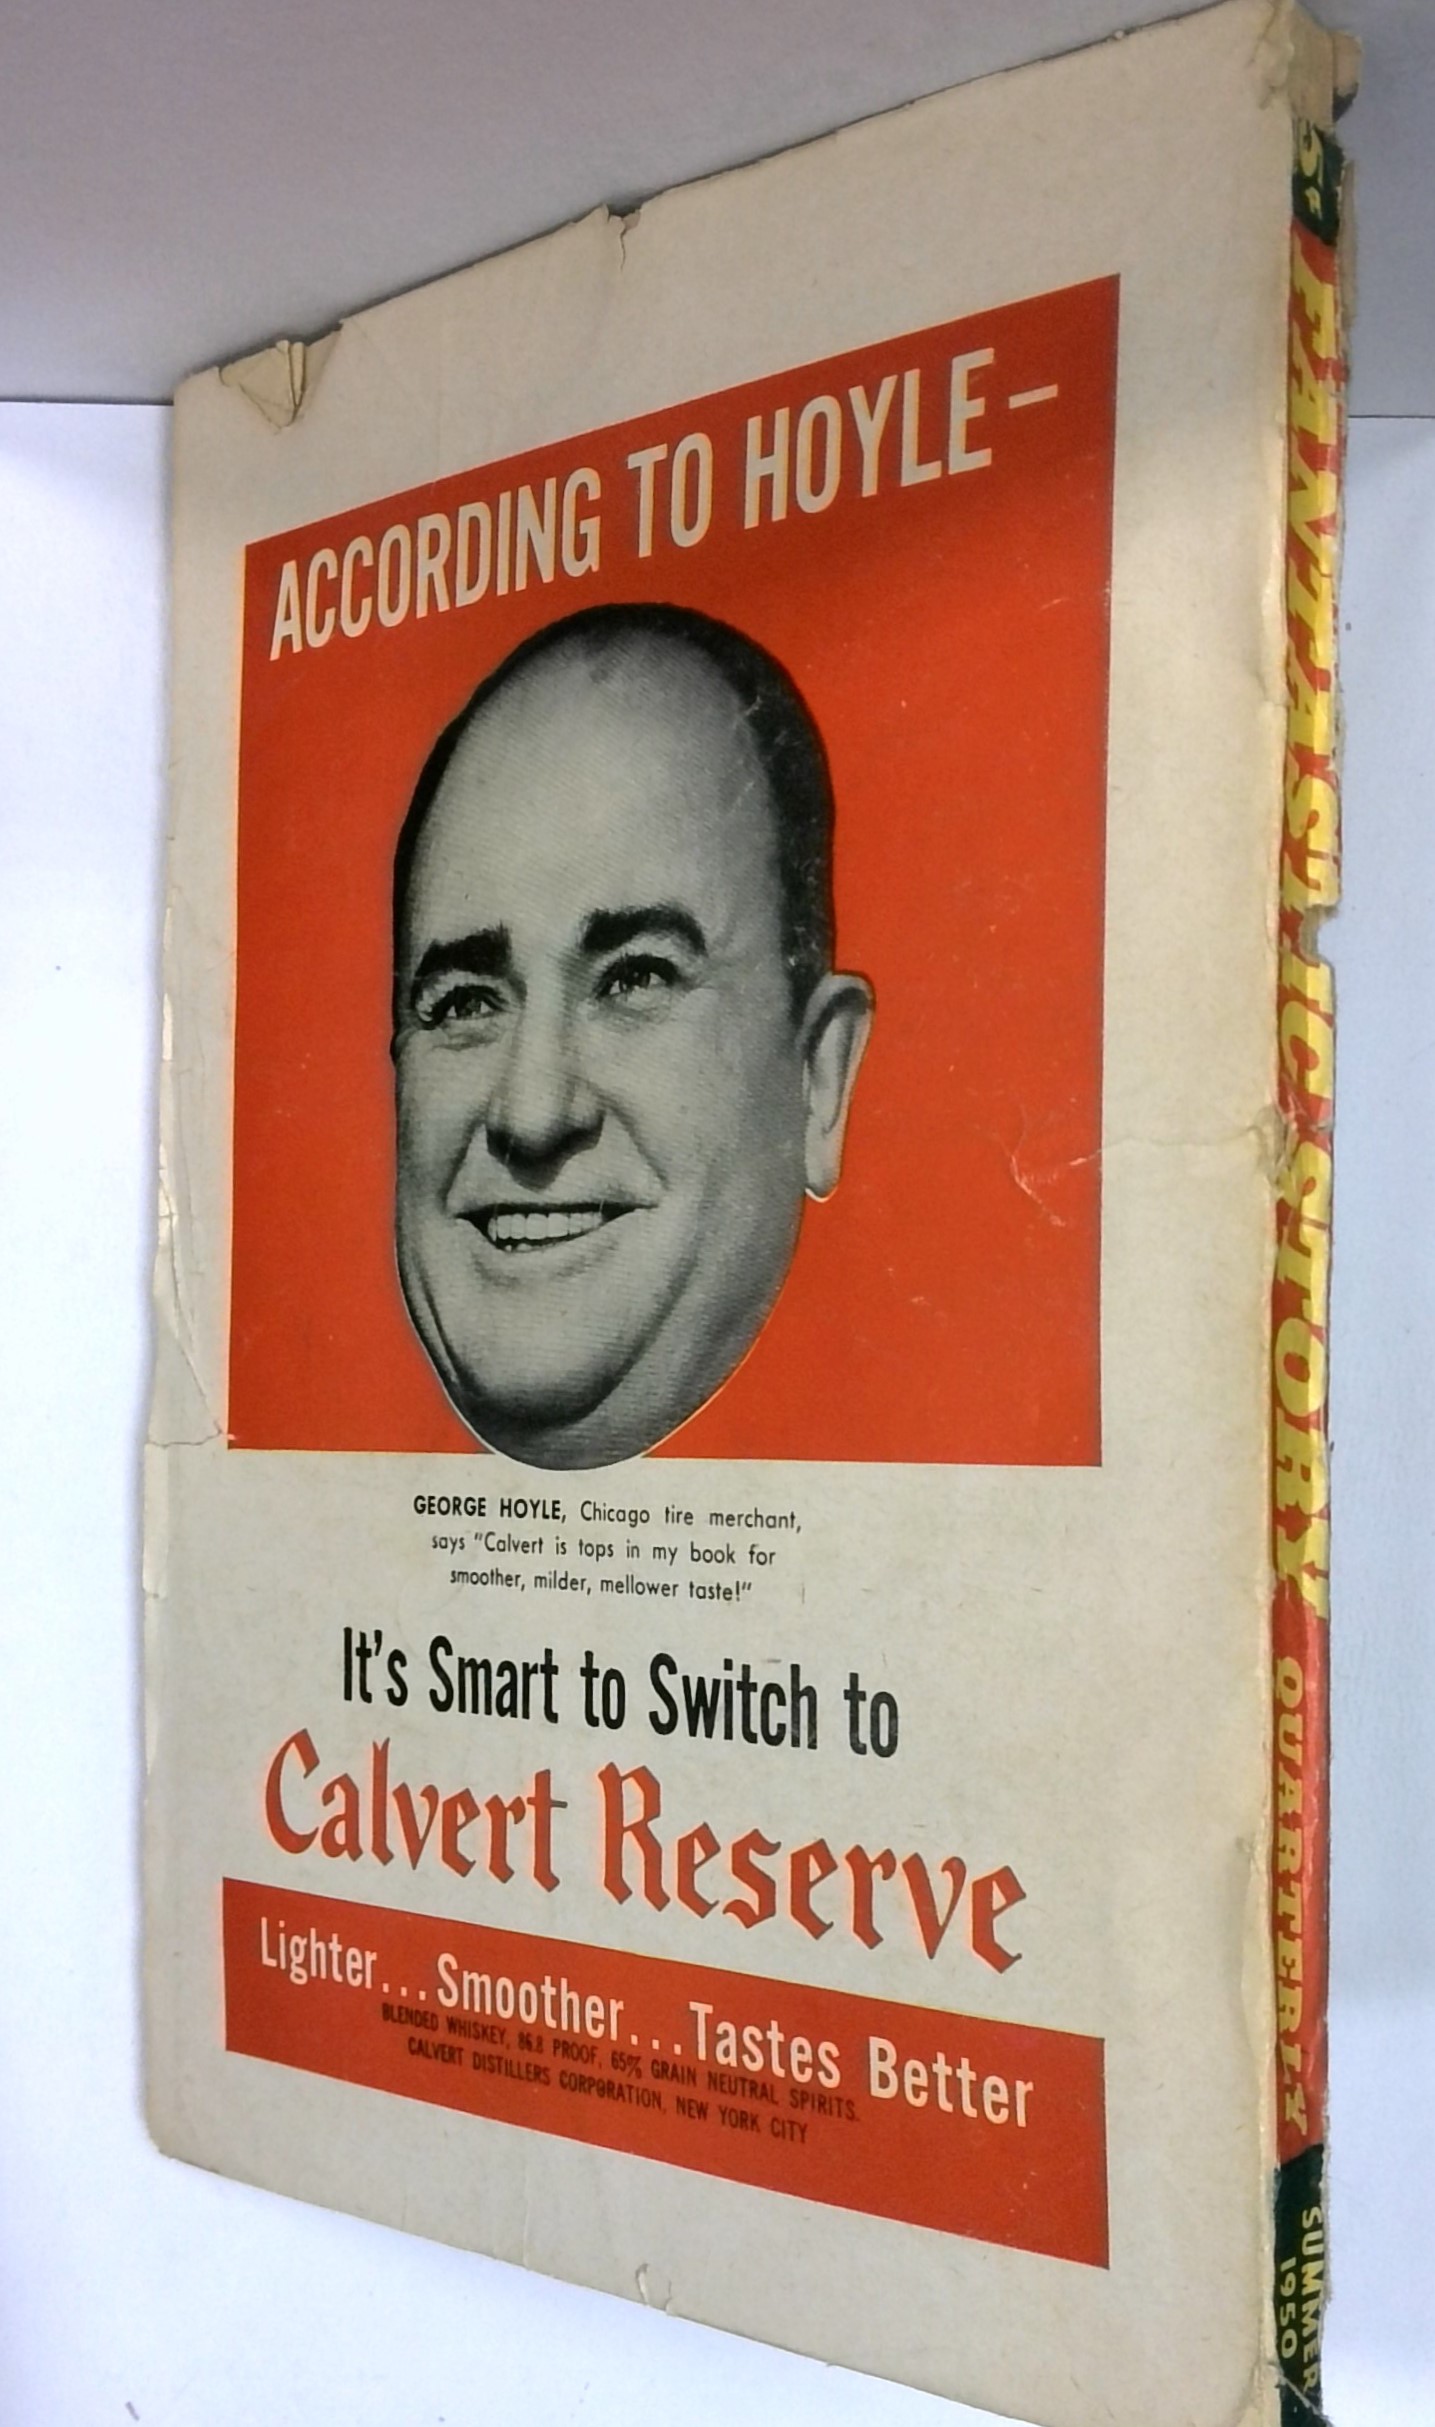 ACCORDING TO HOYLE –
GEORGE HOYLE, Chicago tire merchant,
says "Calvert is tops in my book for
smoother, milder, mellower taste!"
It's Smart to Switch to
Calvert Reserve
Lighter...Smoother...Tastes Better
BLENDED WHISKEY, 86.8 PROOF, 65% GRAIN NEUTRAL SPIRITS.
CALVERT DISTILLERS CORPORATION, NEW YORK CITY
5¢
FANTASTIC STORY
QUARTERLY
SUMMER
1950